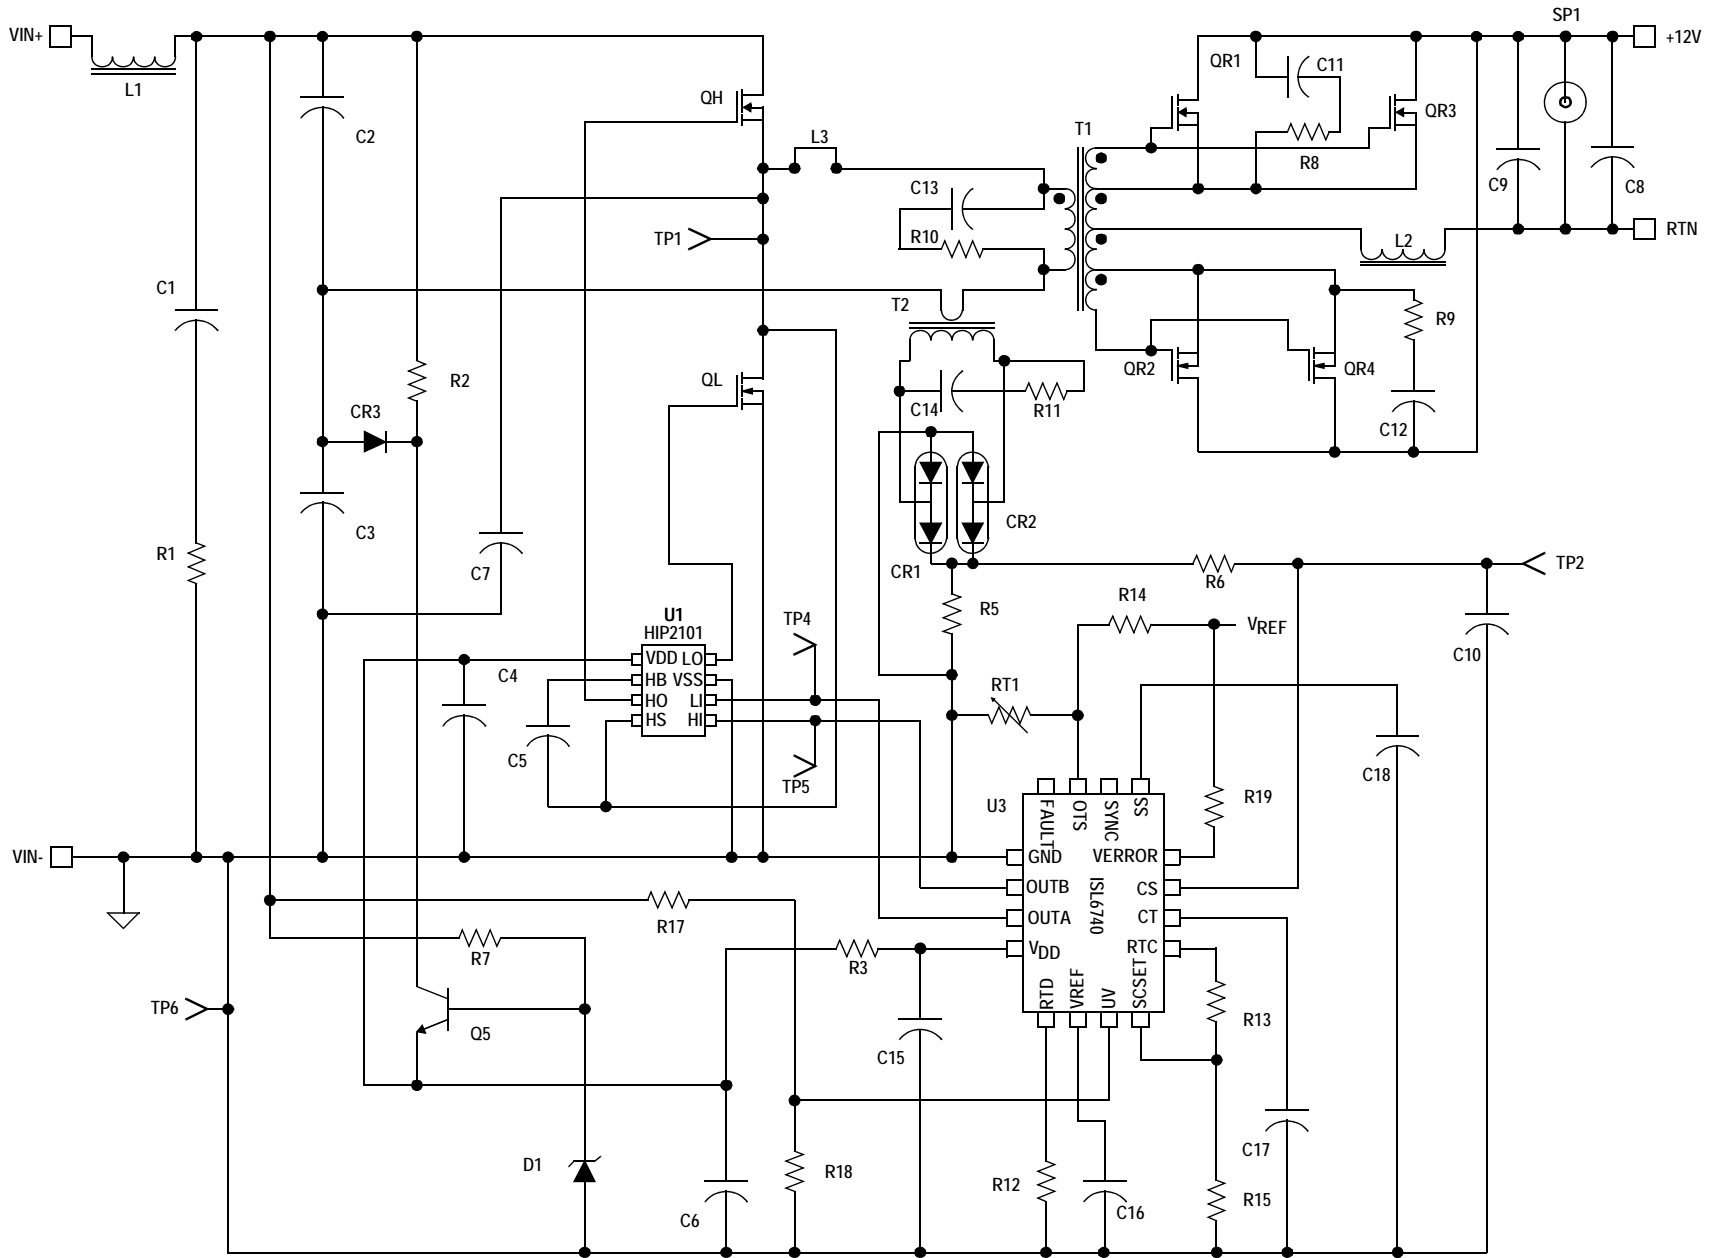 VIN+
L1
C2
QH
L3
T1
QR1
C11
QR3
R8
SP1
+12V
C9
C8
RTN
C13
R10
TP1
L2
C1
T2
R9
R2
QL
QR2
QR4
CR3
C14
R11
C12
C3
CR2
R1
C7
CR1
R6
TP2
U1
HIP2101
TP4
R5
R14
VREF
C10
VDD LO
HB VSS
HO LI
HS HI
C4
RT1
C5
TP5
C18
U3
R19
FAULT
OTS
SYNC
SS
VIN-
GND
VERROR
OUTB
CS
ISL6740
OUTA
CT
VDD
RTC
RTD
VREF
UV
SCSET
R17
R7
R3
TP6
Q5
C15
R13
D1
R18
R12
C16
C17
R15
C6